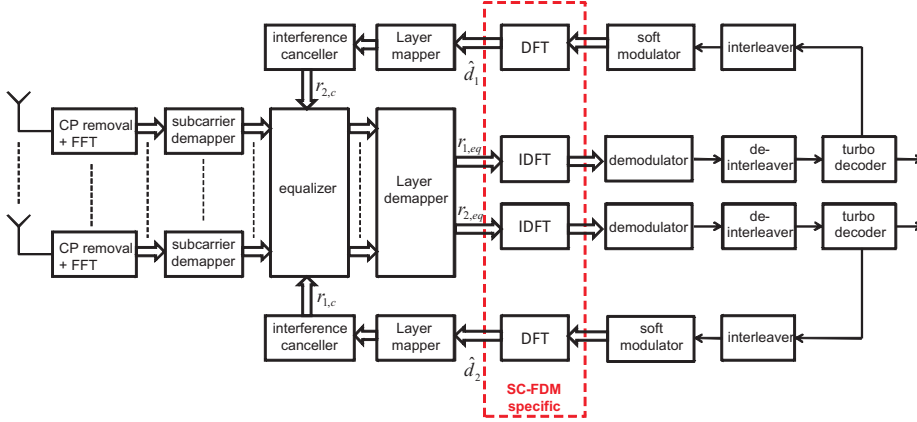 interference
canceller
Layer
mapper
DFT
soft
modulator
interleaver
d̂₁
r₂,c
CP removal
+ FFT
subcarrier
demapper
equalizer
Layer
demapper
r₁,eq
IDFT
demodulator
de-
interleaver
turbo
decoder
r₂,eq
IDFT
demodulator
de-
interleaver
turbo
decoder
CP removal
+ FFT
subcarrier
demapper
r₁,c
interference
canceller
Layer
mapper
DFT
soft
modulator
interleaver
d̂₂
SC-FDM
specific